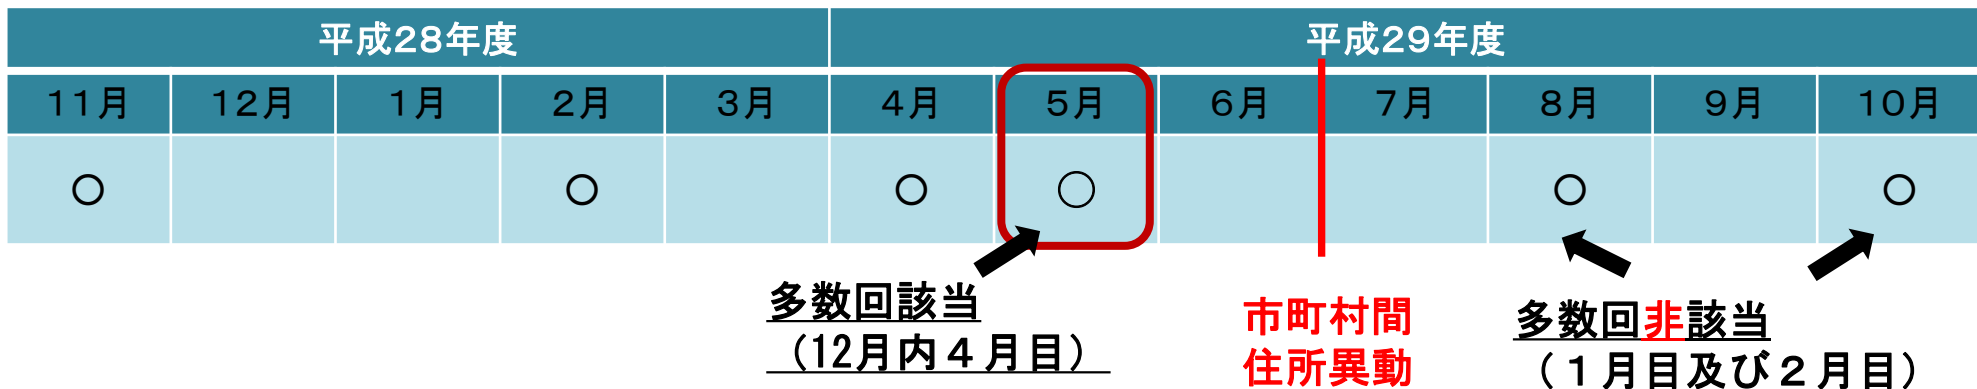 平成28年度 平成29年度
11月 12月 1月 2月 3月 4月 5月 6月 7月 8月 9月 10月
○ ○ ○ ○ ○ ○
多数回該当
（12月内４月目）
市町村間
住所異動
多数回非該当
（１月目及び２月目）